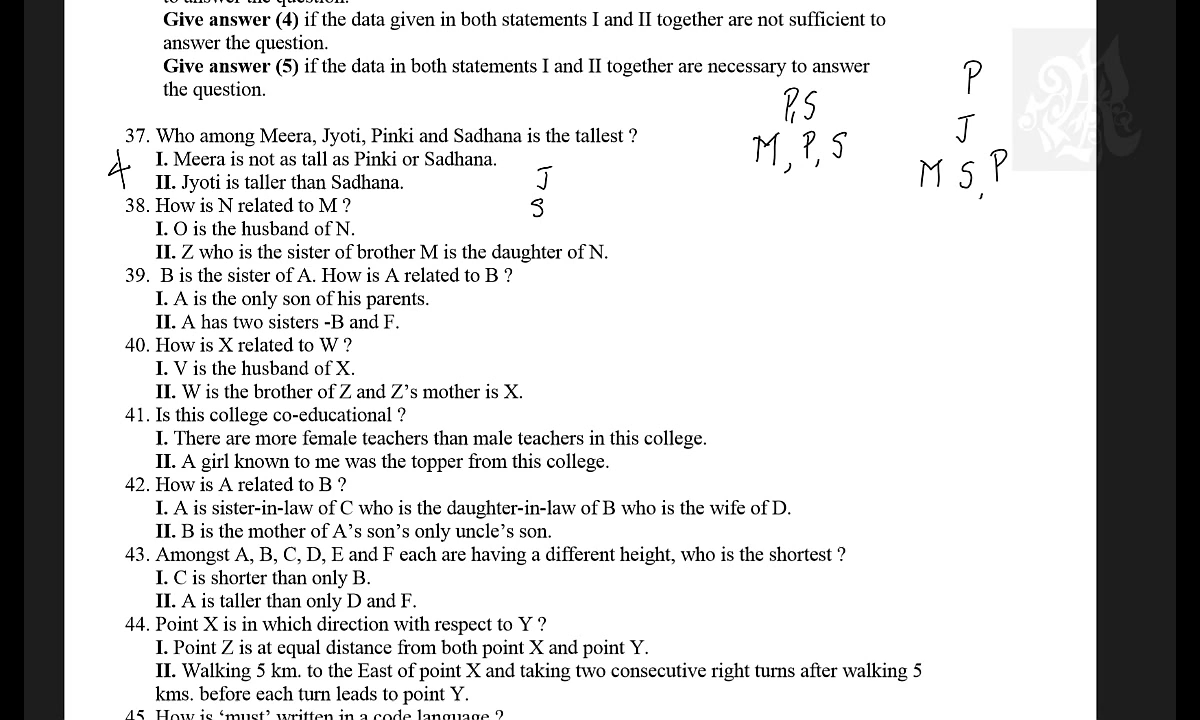 Give answer (4) if the data given in both statements I and II together are not sufficient to
answer the question.
Give answer (5) if the data in both statements I and II together are necessary to answer
the question.
P
P,S
37. Who among Meera, Jyoti, Pinki and Sadhana is the tallest ?
J
M, P, S
4
I. Meera is not as tall as Pinki or Sadhana.
M S, P
II. Jyoti is taller than Sadhana.
J
38. How is N related to M ?
S
I. O is the husband of N.
II. Z who is the sister of brother M is the daughter of N.
39. B is the sister of A. How is A related to B ?
I. A is the only son of his parents.
II. A has two sisters -B and F.
40. How is X related to W ?
I. V is the husband of X.
II. W is the brother of Z and Z’s mother is X.
41. Is this college co-educational ?
I. There are more female teachers than male teachers in this college.
II. A girl known to me was the topper from this college.
42. How is A related to B ?
I. A is sister-in-law of C who is the daughter-in-law of B who is the wife of D.
II. B is the mother of A’s son’s only uncle’s son.
43. Amongst A, B, C, D, E and F each are having a different height, who is the shortest ?
I. C is shorter than only B.
II. A is taller than only D and F.
44. Point X is in which direction with respect to Y ?
I. Point Z is at equal distance from both point X and point Y.
II. Walking 5 km. to the East of point X and taking two consecutive right turns after walking 5
kms. before each turn leads to point Y.
45. How is ‘must’ written in a code language ?